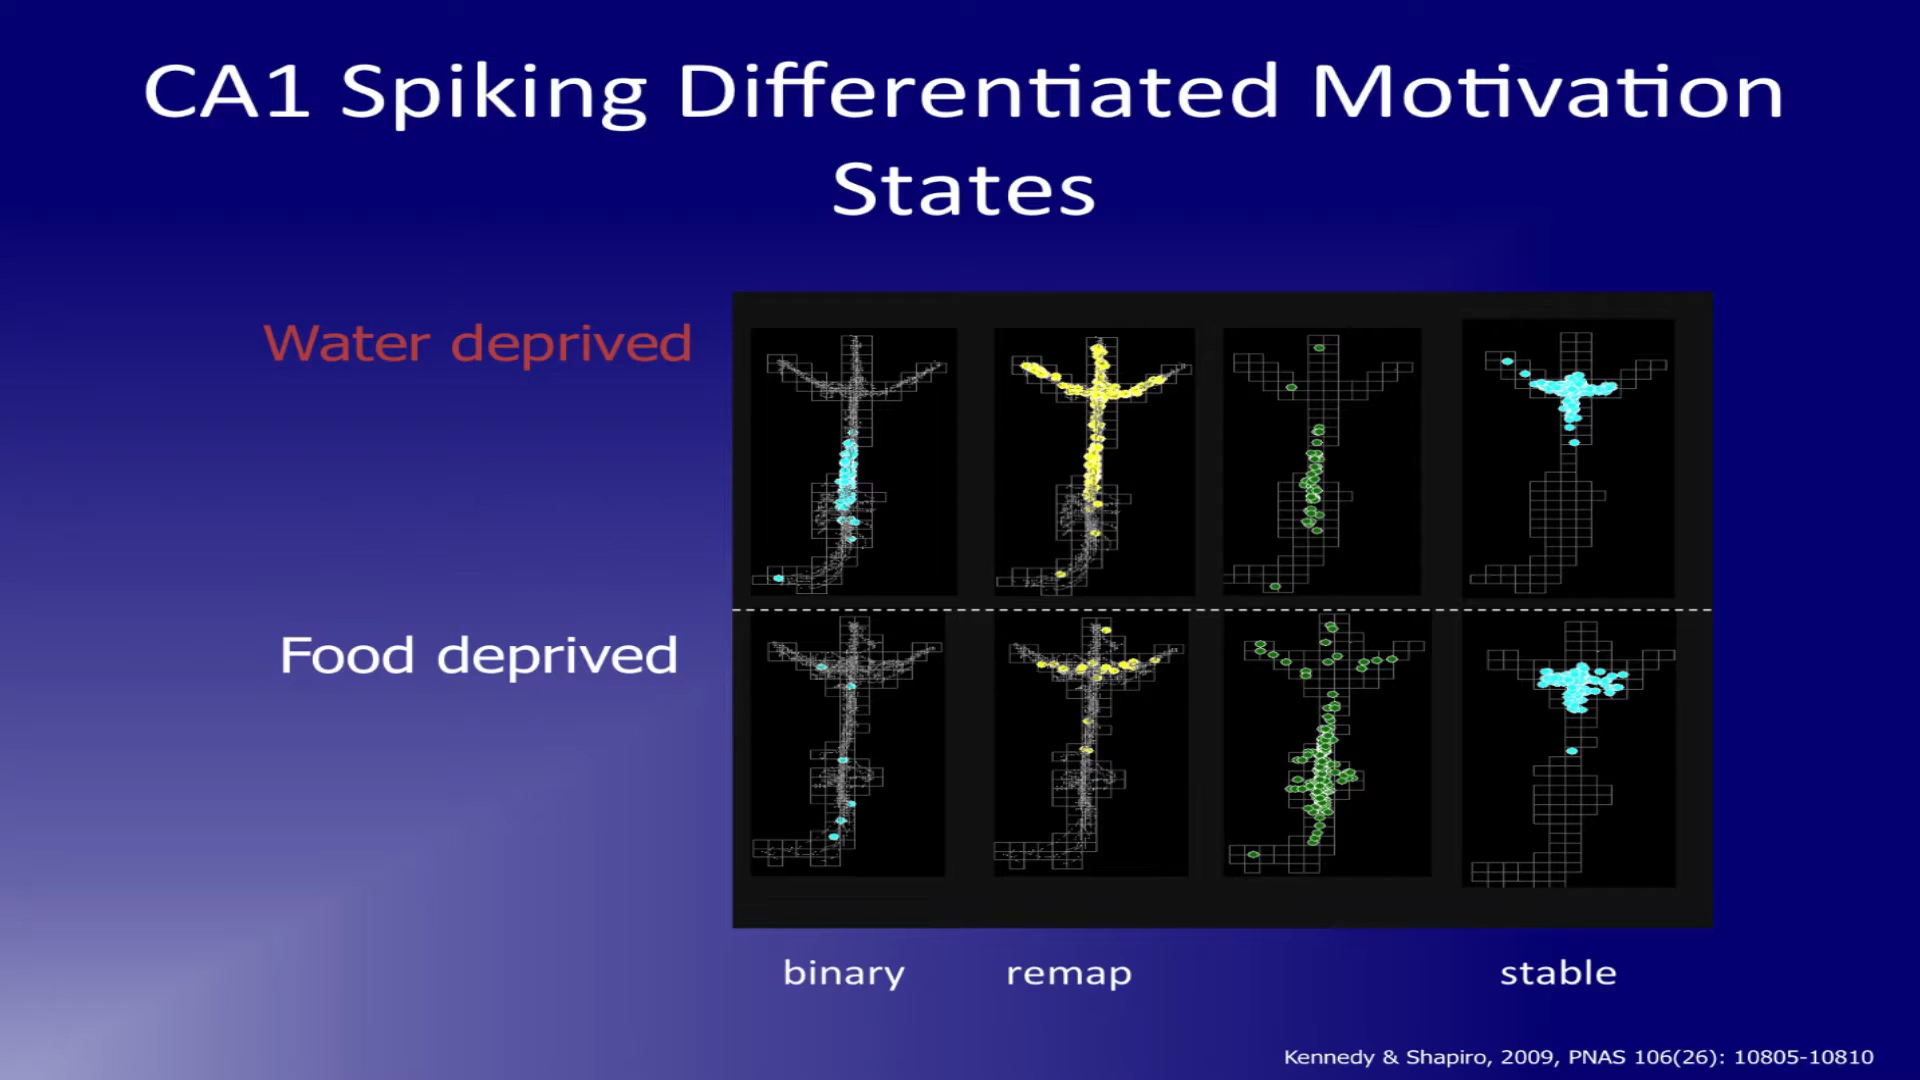 CA1 Spiking Differentiated Motivation
States
Water deprived
Food deprived
binary remap stable
Kennedy & Shapiro, 2009, PNAS 106(26): 10805-10810